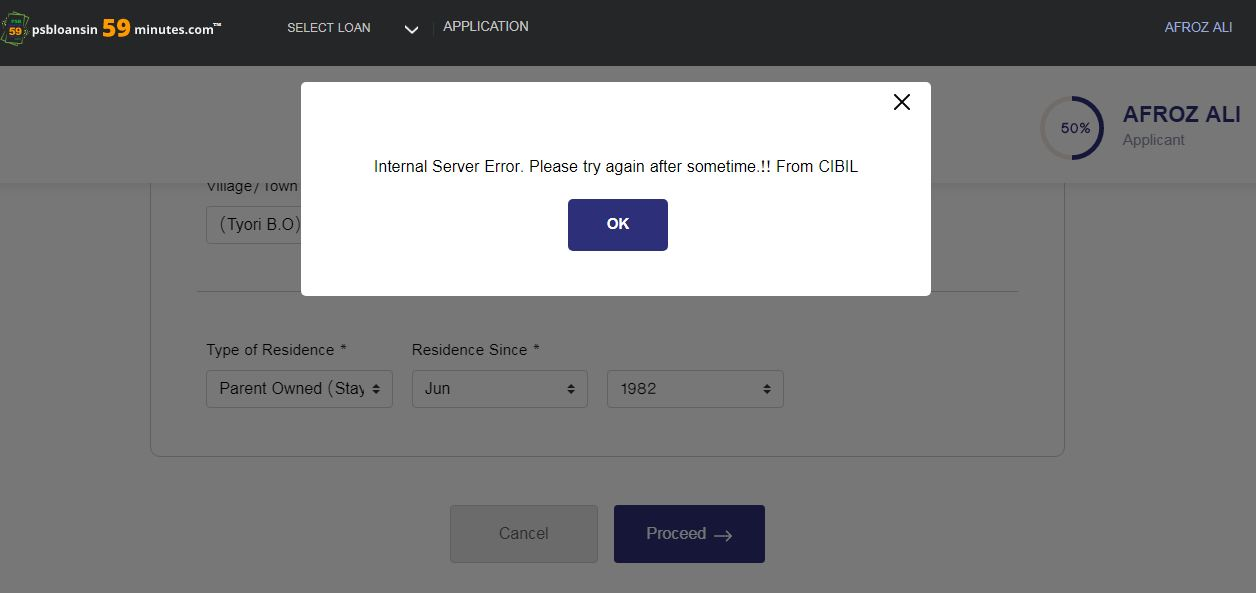 PSB 59 psbloansin 59 minutes.com™ SELECT LOAN APPLICATION AFROZ ALI
50% AFROZ ALI
Applicant
Internal Server Error. Please try again after sometime.!! From CIBIL
OK
Village/Town
(Tyori B.O)
Type of Residence * Residence Since *
Parent Owned (Stay Jun 1982
Cancel Proceed →